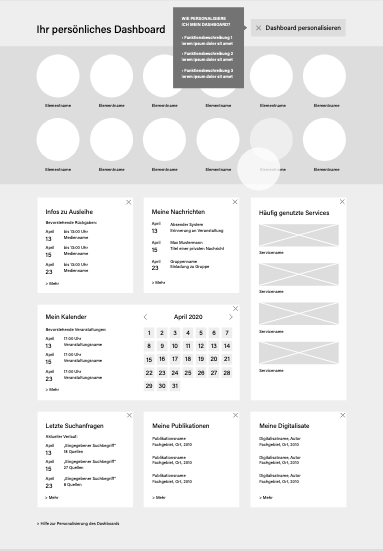 Ihr persönliches Dashboard
WIE PERSONALISIERE
ICH MEIN DASHBOARD?
› Funktionsbeschreibung 1
lorem ipsum dolor sit amet
› Funktionsbeschreibung 2
lorem ipsum dolor sit amet
› Funktionsbeschreibung 3
lorem ipsum dolor sit amet
Dashboard personalisieren
Elementname Elementname Elementname Elementname Elementname Elementname
Elementname Elementname Elementname Elementname Elementname
Infos zu Ausleihe
Bevorstehende Rückgaben:
April bis 13:00 Uhr
13 Medienname
April bis 13:00 Uhr
15 Medienname
April bis 13:00 Uhr
23 Medienname
> Mehr
Meine Nachrichten
April Absender System
13 Erinnerung an Veranstaltung
April Max Mustermann
15 Titel einer privaten Nachricht
April Gruppenname
23 Einladung zu Gruppe
> Mehr
Häufig genutzte Services
Servicename
Servicename
Servicename
Servicename
Mein Kalender
Bevorstehende Veranstaltungen:
April 17:00 Uhr
13 Veranstaltungsname
April 17:00 Uhr
15 Veranstaltungsname
April 17:00 Uhr
23 Veranstaltungsname
> Mehr
April 2020
1 2 3 4 5 6 7
8 9 10 11 12 13 14
15 16 17 18 19 20 21
22 23 24 25 26 27 28
29 30 31
Letzte Suchanfragen
Aktueller Verlauf:
April „Eingegebener Suchbegriff"
13 18 Quellen
April „Eingegebener Suchbegriff"
15 27 Quellen
April „Eingegebener Suchbegriff"
23 8 Quellen
> Mehr
Meine Publikationen
Publikationsname
Fachgebiet, Ort, 2010
Publikationsname
Fachgebiet, Ort, 2010
Publikationsname
Fachgebiet, Ort, 2010
> Mehr
Meine Digitalisate
Digitalisatname, Autor
Fachgebiet, Ort, 2010
Digitalisatname, Autor
Fachgebiet, Ort, 2010
Digitalisatname, Autor
Fachgebiet, Ort, 2010
> Mehr
> Hilfe zur Personalisierung des Dashboards